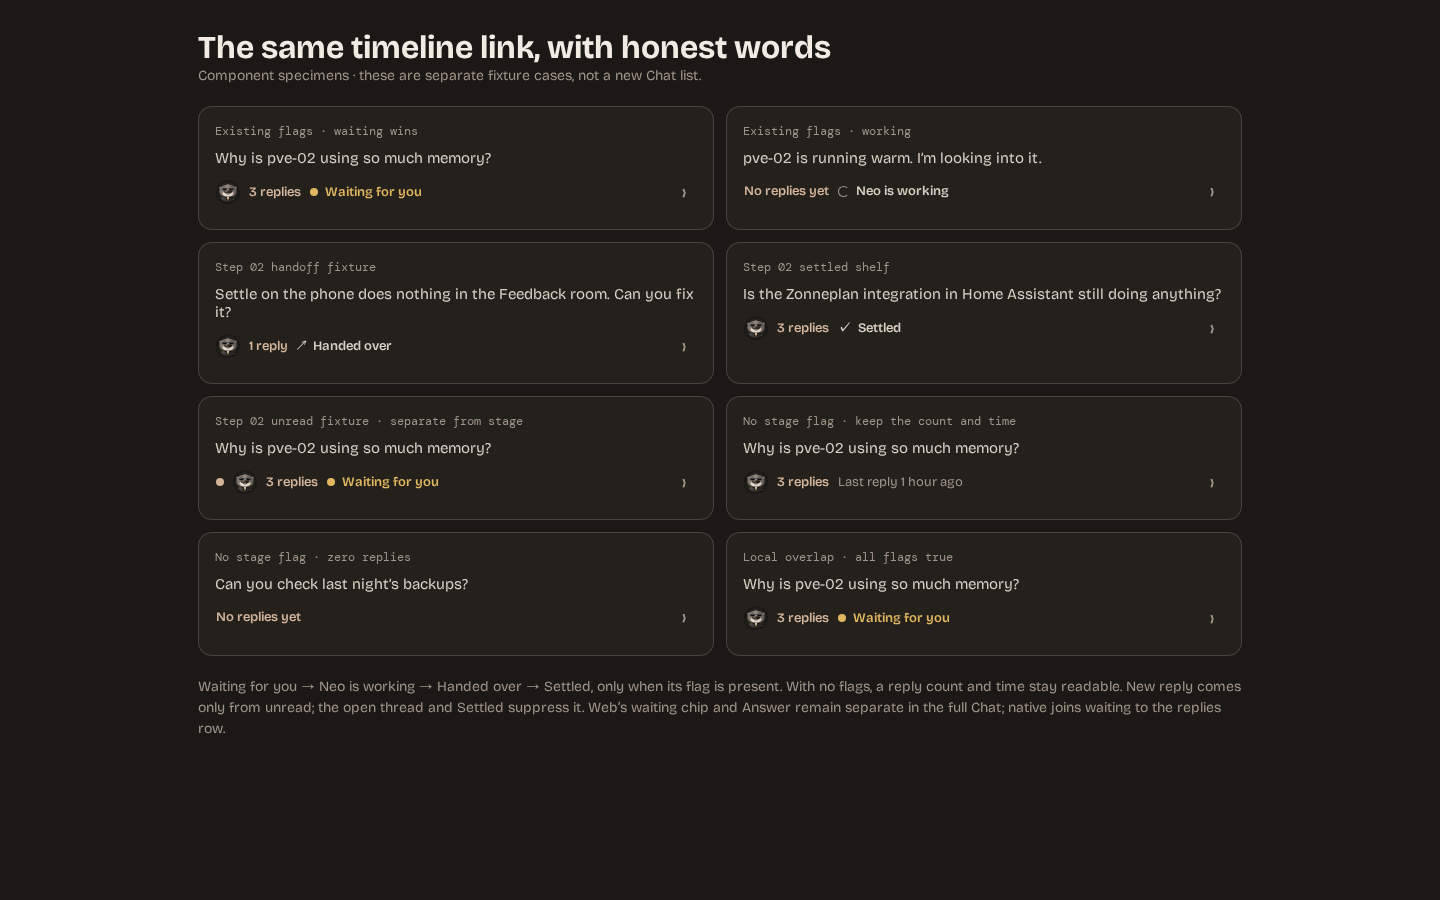 The same timeline link, with honest words
Component specimens · these are separate fixture cases, not a new Chat list.
Existing flags · waiting wins
Why is pve-02 using so much memory?
3 replies Waiting for you
Existing flags · working
pve-02 is running warm. I’m looking into it.
No replies yet Neo is working
Step 02 handoff fixture
Settle on the phone does nothing in the Feedback room. Can you fix
it?
1 reply ↗ Handed over
Step 02 settled shelf
Is the Zonneplan integration in Home Assistant still doing anything?
3 replies ✓ Settled
Step 02 unread fixture · separate from stage
Why is pve-02 using so much memory?
3 replies Waiting for you
No stage flag · keep the count and time
Why is pve-02 using so much memory?
3 replies Last reply 1 hour ago
No stage flag · zero replies
Can you check last night’s backups?
No replies yet
Local overlap · all flags true
Why is pve-02 using so much memory?
3 replies Waiting for you
Waiting for you → Neo is working → Handed over → Settled, only when its flag is present. With no flags, a reply count and time stay readable. New reply comes
only from unread; the open thread and Settled suppress it. Web’s waiting chip and Answer remain separate in the full Chat; native joins waiting to the replies
row.